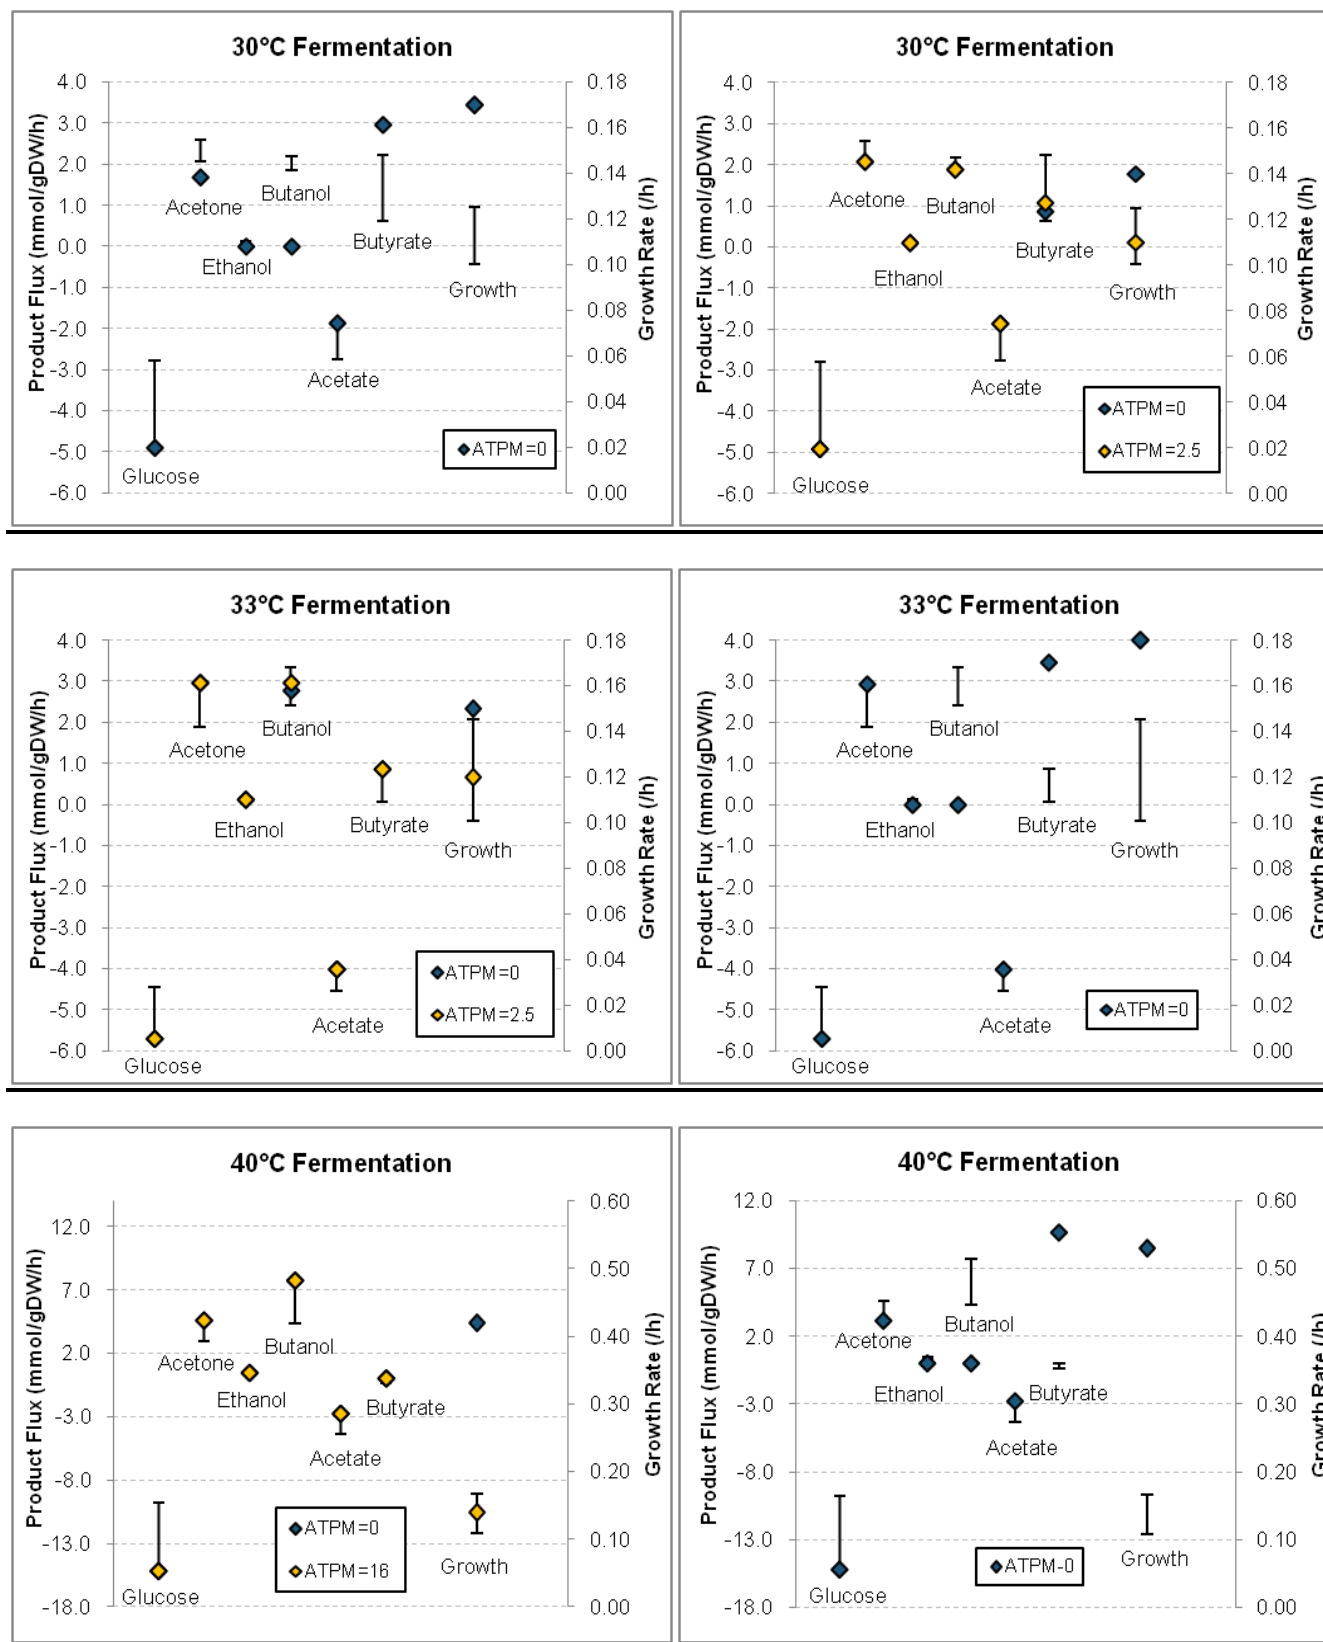 30°C Fermentation
Product Flux (mmol/gDW/h)
4.0
3.0
2.0
1.0
0.0
-1.0
-2.0
-3.0
-4.0
-5.0
-6.0
Acetone
Butanol
Ethanol
Butyrate
Growth
Acetate
Glucose
ATPM=0
0.18
0.16
0.14
0.12
0.10
0.08
0.06
0.04
0.02
0.00
Growth Rate (/h)
30°C Fermentation
Product Flux (mmol/gDW/h)
4.0
3.0
2.0
1.0
0.0
-1.0
-2.0
-3.0
-4.0
-5.0
-6.0
Acetone
Butanol
Ethanol
Butyrate
Growth
Acetate
Glucose
ATPM=0
ATPM=2.5
0.18
0.16
0.14
0.12
0.10
0.08
0.06
0.04
0.02
0.00
Growth Rate (/h)
33°C Fermentation
Product Flux (mmol/gDW/h)
4.0
3.0
2.0
1.0
0.0
-1.0
-2.0
-3.0
-4.0
-5.0
-6.0
Acetone
Butanol
Ethanol
Butyrate
Growth
Acetate
Glucose
ATPM=0
ATPM=2.5
0.18
0.16
0.14
0.12
0.10
0.08
0.06
0.04
0.02
0.00
Growth Rate (/h)
33°C Fermentation
Product Flux (mmol/gDW/h)
4.0
3.0
2.0
1.0
0.0
-1.0
-2.0
-3.0
-4.0
-5.0
-6.0
Acetone
Butanol
Ethanol
Butyrate
Growth
Acetate
Glucose
ATPM=0
0.18
0.16
0.14
0.12
0.10
0.08
0.06
0.04
0.02
0.00
Growth Rate (/h)
40°C Fermentation
Product Flux (mmol/gDW/h)
12.0
7.0
2.0
-3.0
-8.0
-13.0
-18.0
Acetone
Butanol
Ethanol
Butyrate
Acetate
Growth
Glucose
ATPM=0
ATPM=16
0.60
0.50
0.40
0.30
0.20
0.10
0.00
Growth Rate (/h)
40°C Fermentation
Product Flux (mmol/gDW/h)
12.0
7.0
2.0
-3.0
-8.0
-13.0
-18.0
Acetone
Butanol
Ethanol
Butyrate
Acetate
Growth
Glucose
ATPM-0
0.60
0.50
0.40
0.30
0.20
0.10
0.00
Growth Rate (/h)